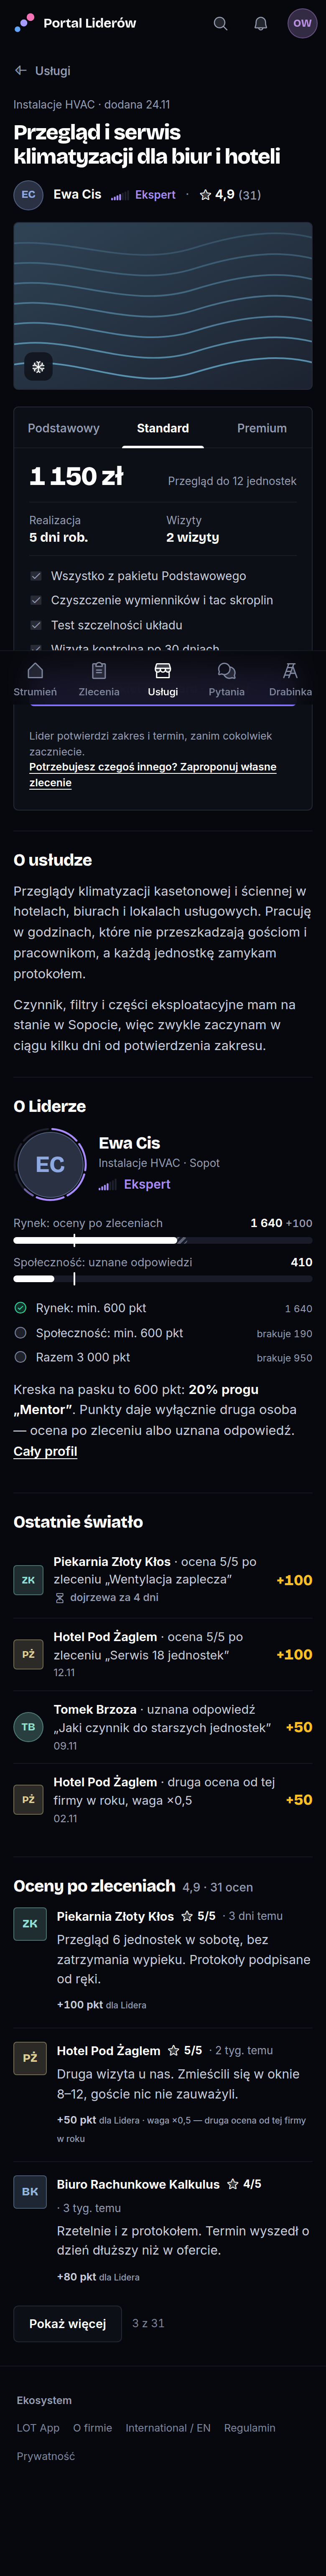 Portal Liderów
OW
Usługi
Instalacje HVAC · dodana 24.11
Przegląd i serwis
klimatyzacji dla biur i hoteli
EC Ewa Cis Ekspert · 4,9 (31)
Podstawowy Standard Premium
1 150 zł Przegląd do 12 jednostek
Realizacja Wizyty
5 dni rob. 2 wizyty
Wszystko z pakietu Podstawowego
Czyszczenie wymienników i tac skroplin
Test szczelności układu
Wizyta kontrolna po 30 dniach
Strumień Zlecenia Usługi Pytania Drabinka
Lider potwierdzi zakres i termin, zanim cokolwiek
zaczniecie.
Potrzebujesz czegoś innego? Zaproponuj własne
zlecenie
O usłudze
Przeglądy klimatyzacji kasetonowej i ściennej w
hotelach, biurach i lokalach usługowych. Pracuję
w godzinach, które nie przeszkadzają gościom i
pracownikom, a każdą jednostkę zamykam
protokołem.
Czynnik, filtry i części eksploatacyjne mam na
stanie w Sopocie, więc zwykle zaczynam w
ciągu kilku dni od potwierdzenia zakresu.
O Liderze
EC
Ewa Cis
Instalacje HVAC · Sopot
Ekspert
Rynek: oceny po zleceniach 1 640 +100
Społeczność: uznane odpowiedzi 410
Rynek: min. 600 pkt 1 640
Społeczność: min. 600 pkt brakuje 190
Razem 3 000 pkt brakuje 950
Kreska na pasku to 600 pkt: 20% progu
„Mentor”. Punkty daje wyłącznie druga osoba
— ocena po zleceniu albo uznana odpowiedź.
Cały profil
Ostatnie światło
ZK
Piekarnia Złoty Kłos · ocena 5/5 po
zleceniu „Wentylacja zaplecza” +100
dojrzewa za 4 dni
PŻ
Hotel Pod Żaglem · ocena 5/5 po
zleceniu „Serwis 18 jednostek” +100
12.11
TB
Tomek Brzoza · uznana odpowiedź
„Jaki czynnik do starszych jednostek” +50
09.11
PŻ
Hotel Pod Żaglem · druga ocena od tej
firmy w roku, waga ×0,5 +50
02.11
Oceny po zleceniach 4,9 · 31 ocen
ZK
Piekarnia Złoty Kłos 5/5 · 3 dni temu
Przegląd 6 jednostek w sobotę, bez
zatrzymania wypieku. Protokoły podpisane
od ręki.
+100 pkt dla Lidera
PŻ
Hotel Pod Żaglem 5/5 · 2 tyg. temu
Druga wizyta u nas. Zmieścili się w oknie
8–12, goście nic nie zauważyli.
+50 pkt dla Lidera · waga ×0,5 — druga ocena od tej firmy
w roku
BK
Biuro Rachunkowe Kalkulus 4/5
· 3 tyg. temu
Rzetelnie i z protokołem. Termin wyszedł o
dzień dłuższy niż w ofercie.
+80 pkt dla Lidera
Pokaż więcej 3 z 31
Ekosystem
LOT App O firmie International / EN Regulamin
Prywatność